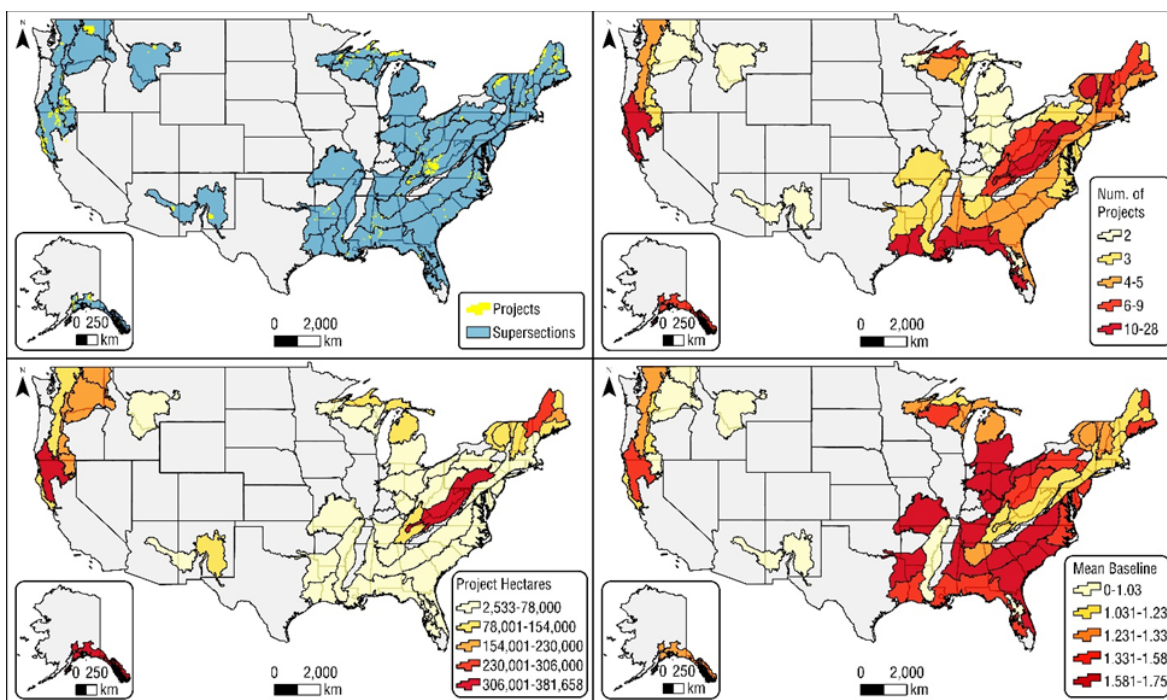 N
Projects
Supersections
0 2,000
km
0 250
km
N
Num. of
Projects
2
3
4-5
6-9
10-28
0 2,000
km
0 250
km
N
Project Hectares
2,533-78,000
78,001-154,000
154,001-230,000
230,001-306,000
306,001-381,658
0 2,000
km
0 250
km
N
Mean Baseline
0-1.03
1.031-1.23
1.231-1.33
1.331-1.58
1.581-1.75
0 2,000
km
0 250
km